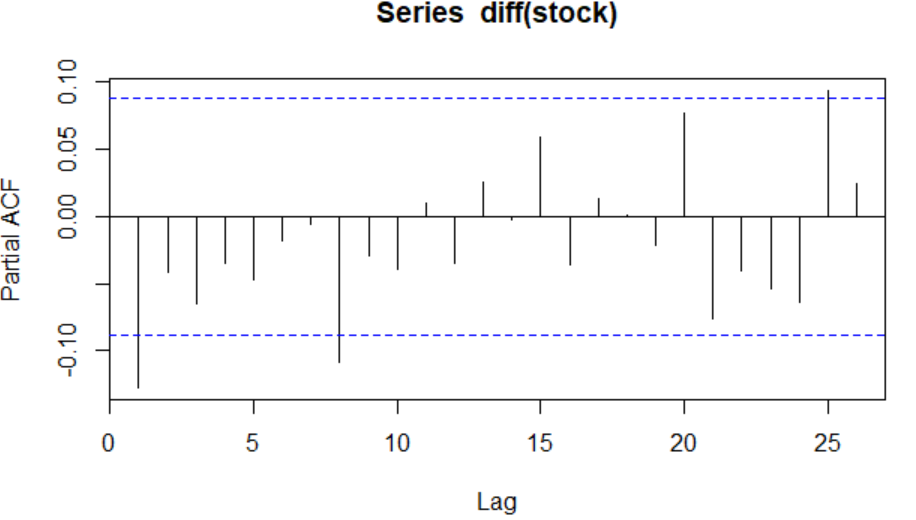 Series diff(stock)
Partial ACF
0.10
0.05
0.00
-0.10
0 5 10 15 20 25
Lag